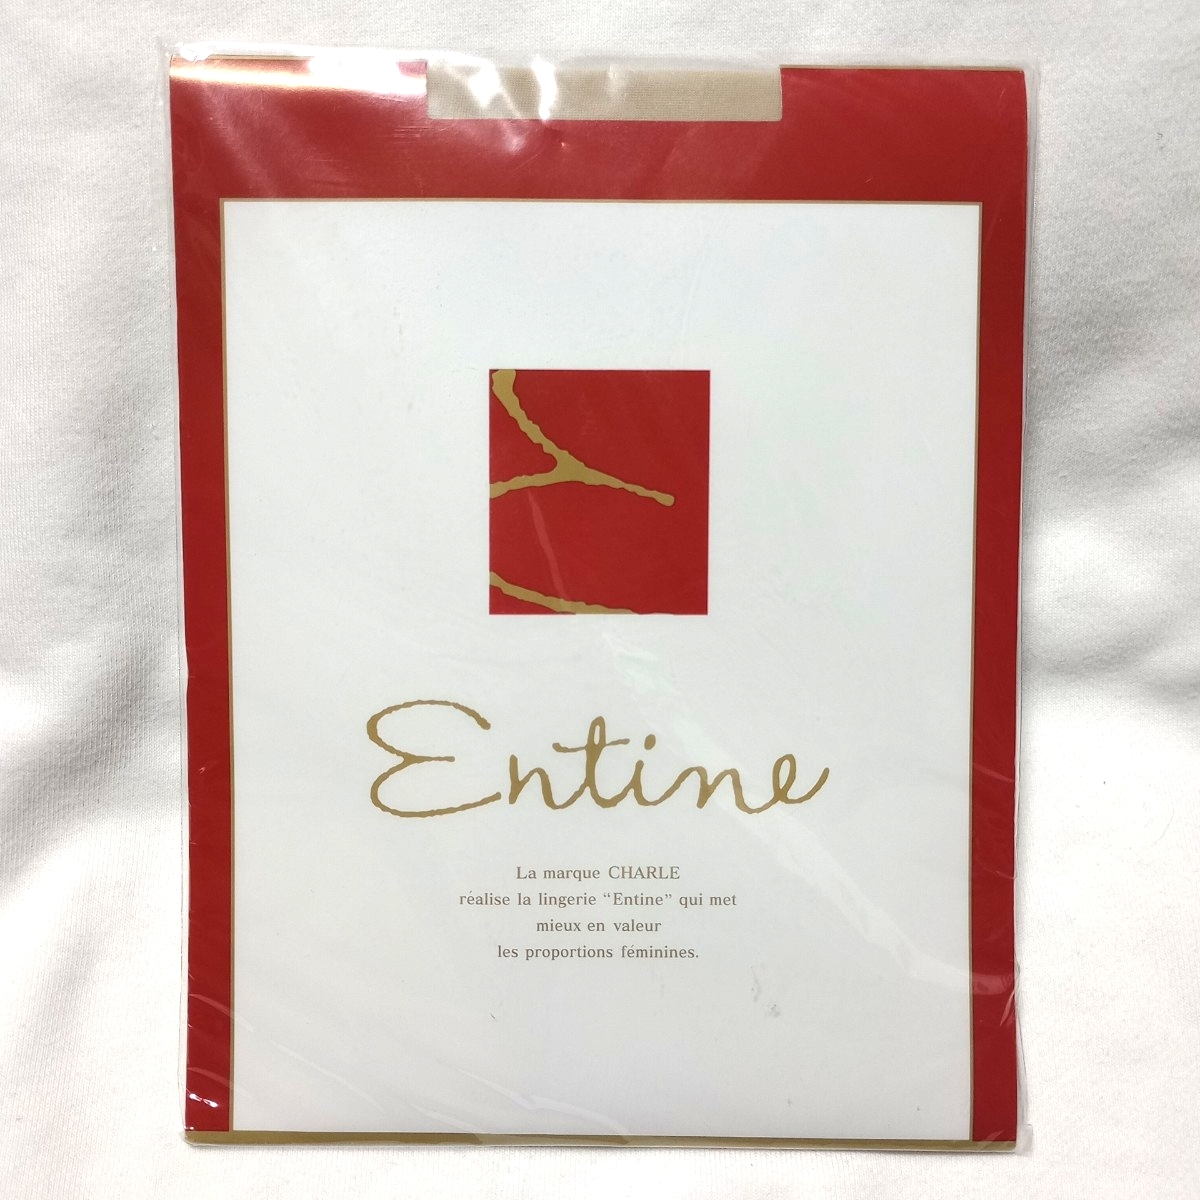 Entine
La marque CHARLE
réalise la lingerie “Entine” qui met
mieux en valeur
les proportions féminines.